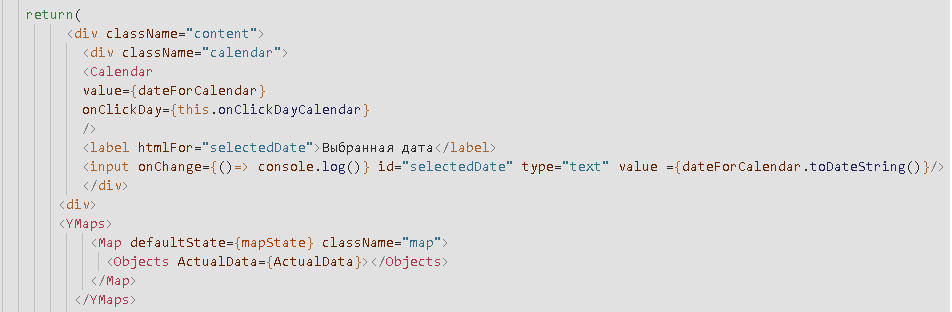 return(
<div className="content">
<div className="calendar">
<Calendar
value={dateForCalendar}
onClickDay={this.onClickDayCalendar}
/>
<label htmlFor="selectedDate">Выбранная дата</label>
<input onChange={()=> console.log()} id="selectedDate" type="text" value ={dateForCalendar.toDateString()}/>
</div>
<div>
<YMaps>
<Map defaultState={mapState} className="map">
<Objects ActualData={ActualData}></Objects>
</Map>
</YMaps>